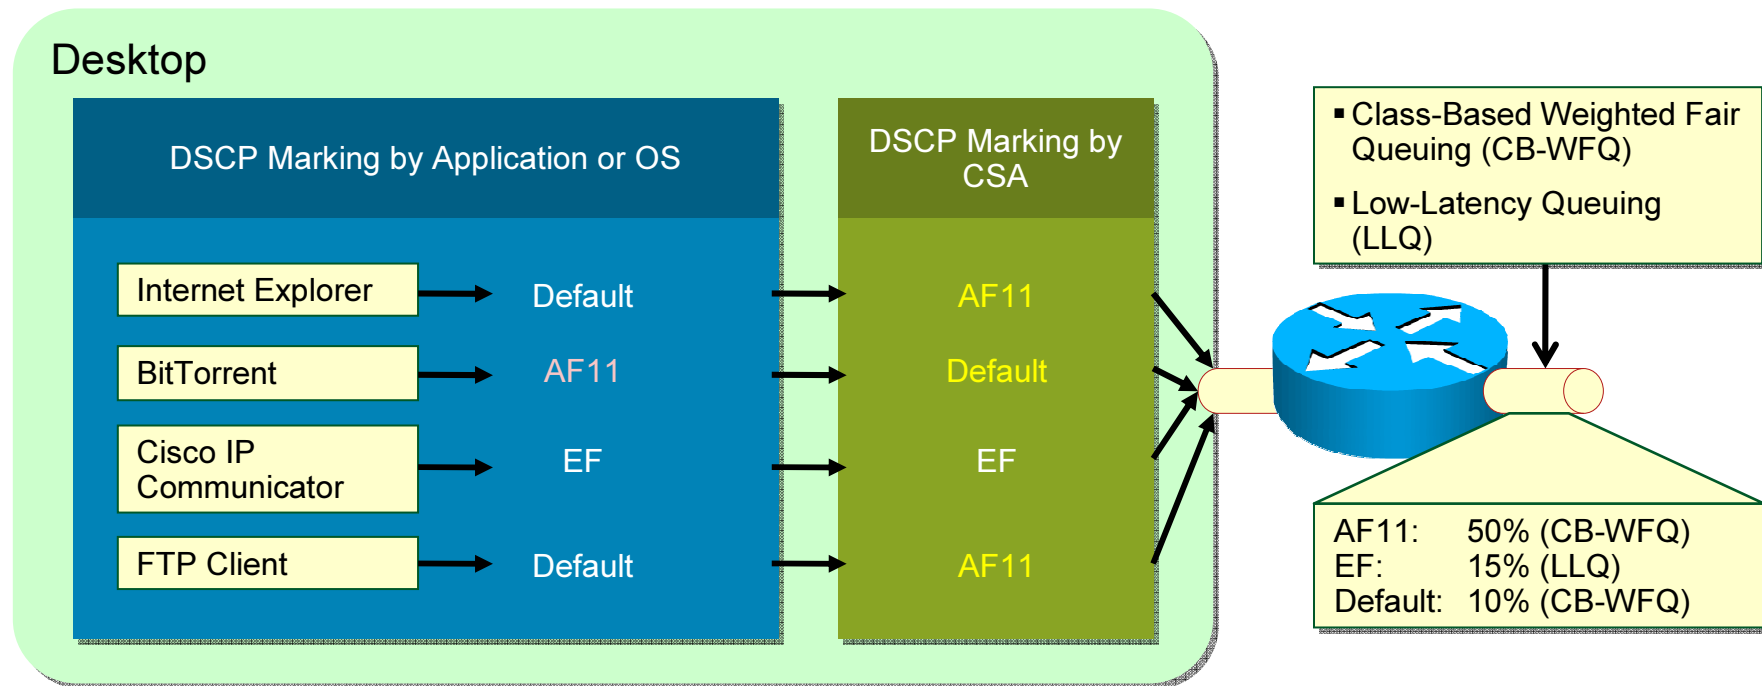 Desktop
DSCP Marking by Application or OS
DSCP Marking by
CSA
Internet Explorer
Default
AF11
BitTorrent
AF11
Default
Cisco IP
Communicator
EF
EF
FTP Client
Default
AF11
▪ Class-Based Weighted Fair
Queuing (CB-WFQ)
▪ Low-Latency Queuing
(LLQ)
AF11: 50% (CB-WFQ)
EF: 15% (LLQ)
Default: 10% (CB-WFQ)